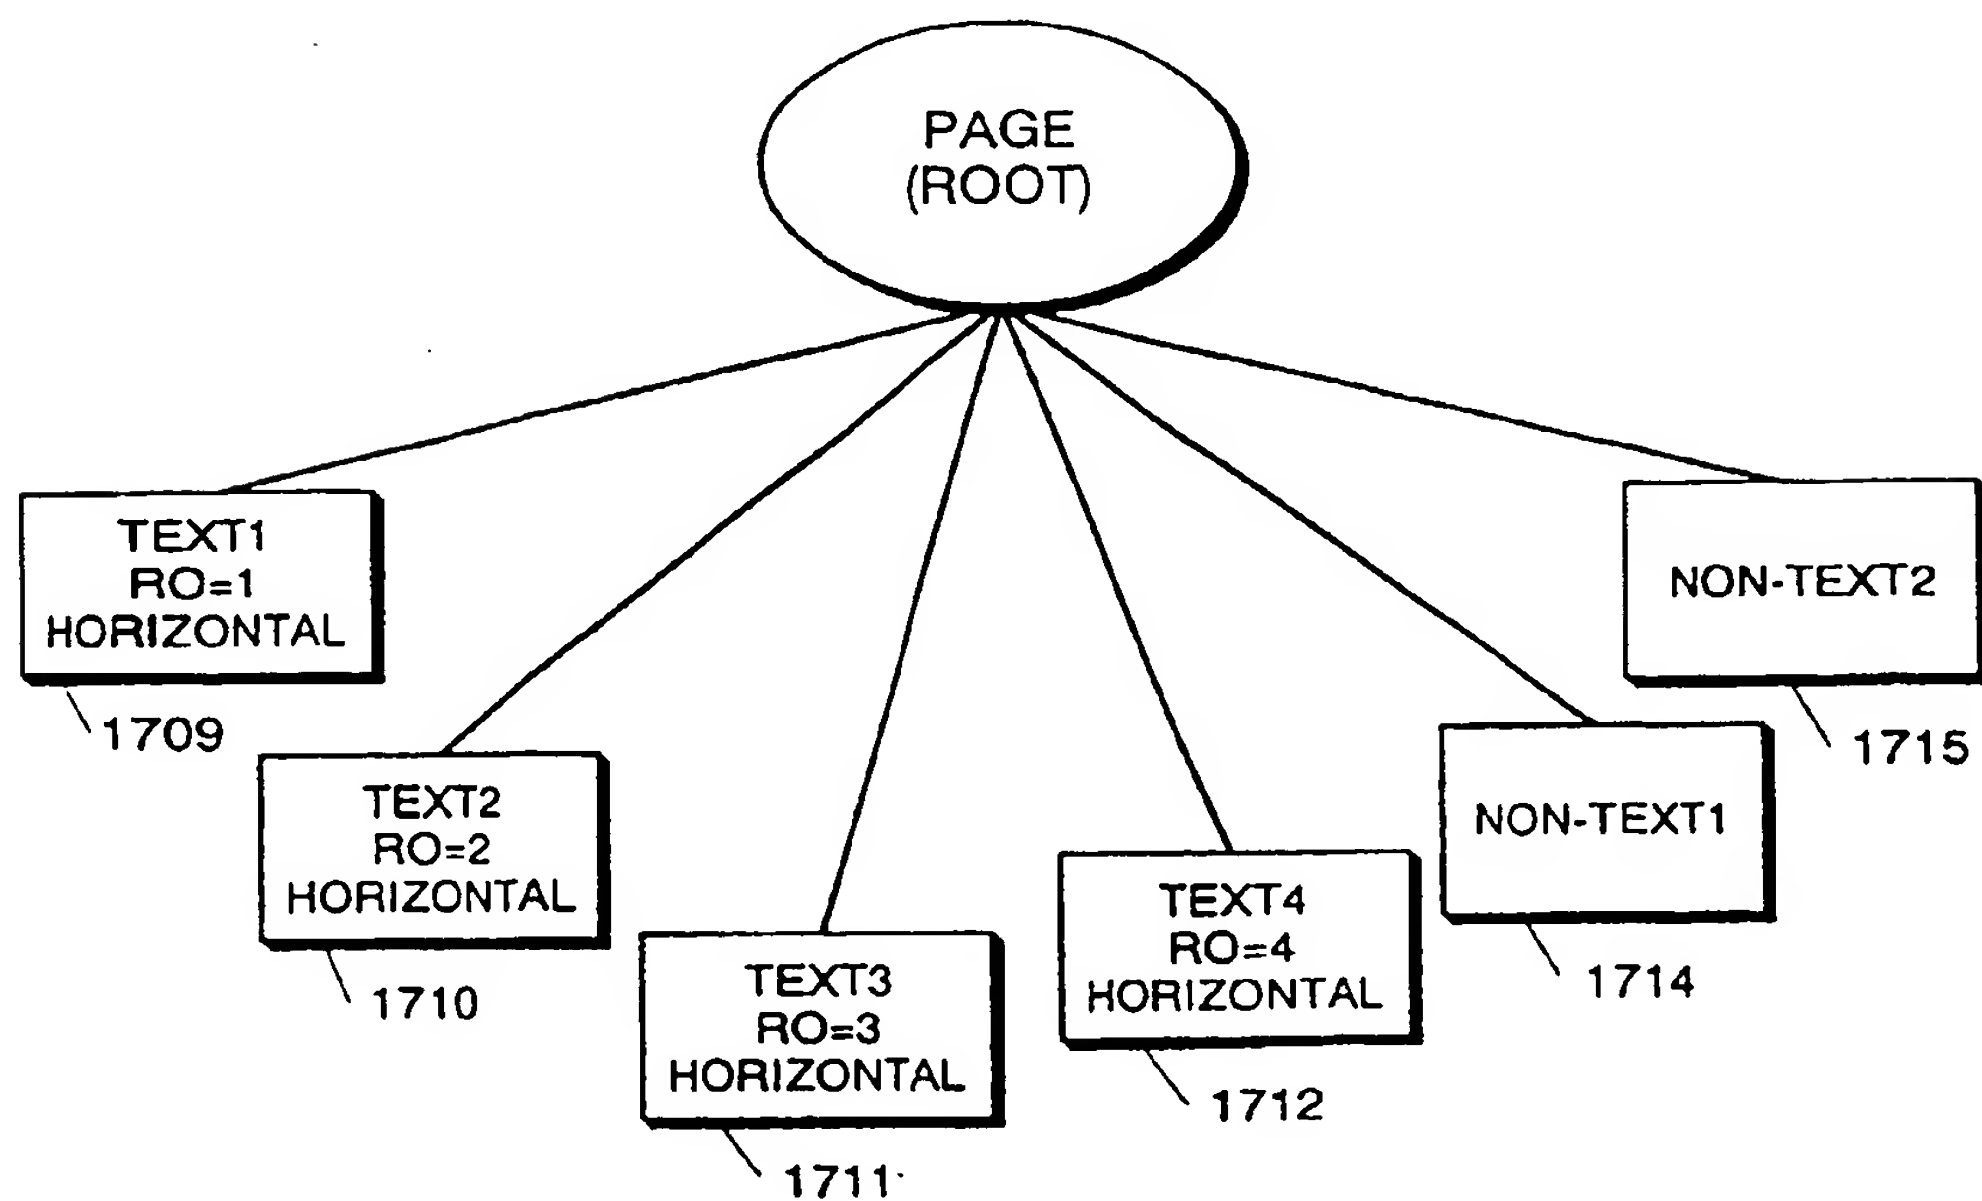 PAGE
(ROOT)
TEXT1
RO=1
HORIZONTAL
1709
TEXT2
RO=2
HORIZONTAL
1710
TEXT3
RO=3
HORIZONTAL
1711
TEXT4
RO=4
HORIZONTAL
1712
NON-TEXT1
1714
NON-TEXT2
1715